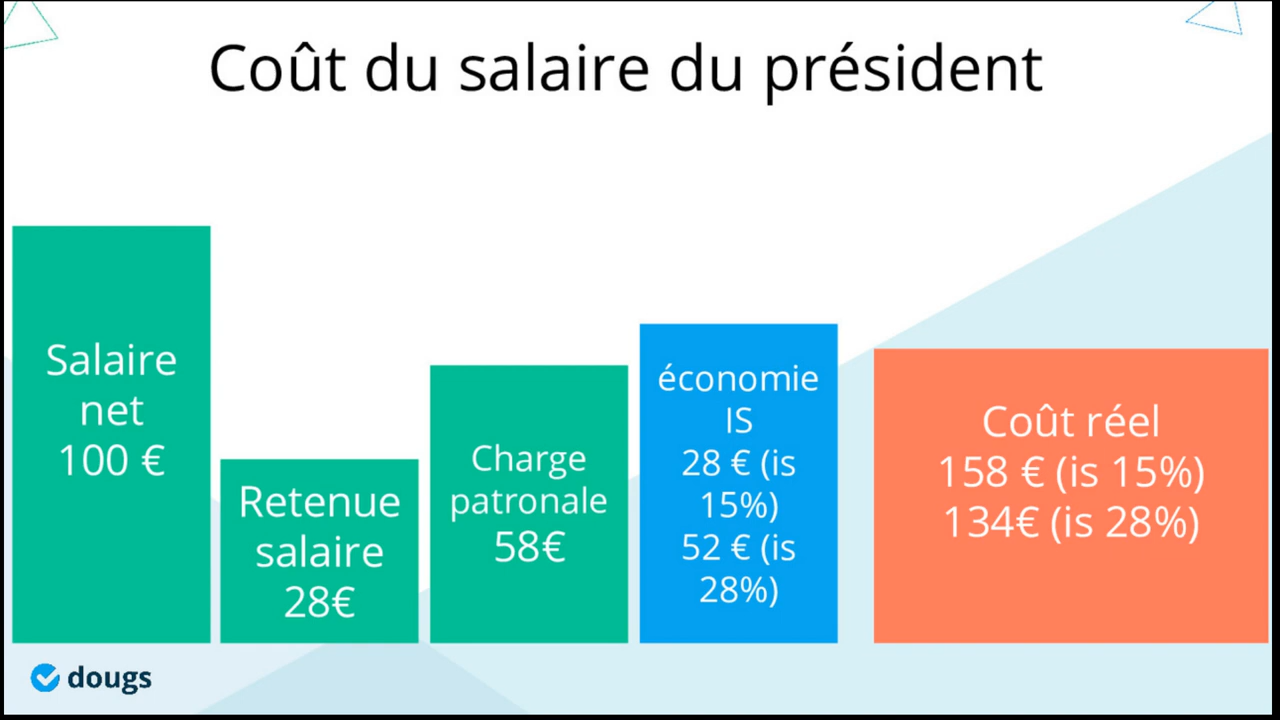 Coût du salaire du président
Salaire
net
100 €
Retenue
salaire
28€
Charge
patronale
58€
économie
IS
28 € (is
15%)
52 € (is
28%)
Coût réel
158 € (is 15%)
134€ (is 28%)
dougs